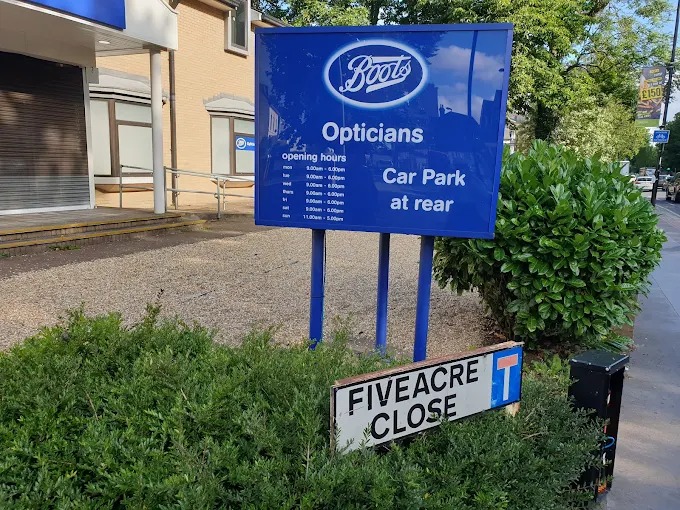 Boots
Opticians
opening hours
mon 9.00am - 6.00pm
tue 9.00am - 6.00pm
wed 9.00am - 6.00pm
thurs 9.00am - 6.00pm
fri 9.00am - 6.00pm
sat 9.00am - 6.00pm
sun 11.00am - 5.00pm
Car Park
at rear
FIVEACRE
CLOSE